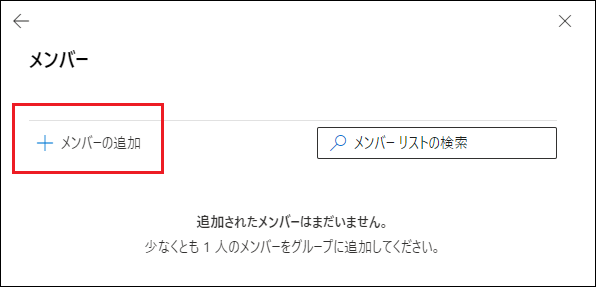 メンバー
メンバーの追加
メンバー リストの検索
追加されたメンバーはまだいません。
少なくとも 1 人のメンバーをグループに追加してください。